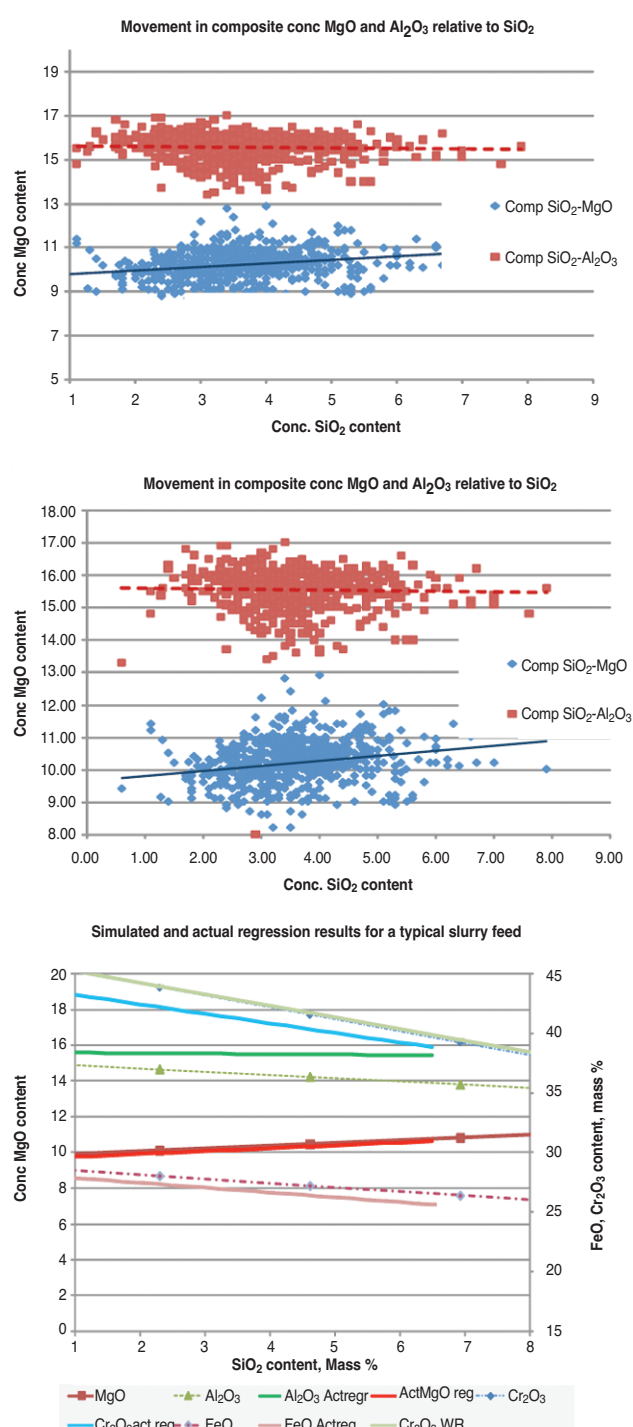 Movement in composite conc MgO and Al2O3 relative to SiO2
Conc MgO content
19
17
15
13
11
9
7
5
1 2 3 4 5 6 7 8 9
Conc. SiO2 content
Comp SiO2-MgO
Comp SiO2-Al2O3
Movement in composite conc MgO and Al2O3 relative to SiO2
Conc MgO content
18.00
17.00
16.00
15.00
14.00
13.00
12.00
11.00
10.00
9.00
8.00
0.00 1.00 2.00 3.00 4.00 5.00 6.00 7.00 8.00 9.00
Conc. SiO2 content
Comp SiO2-MgO
Comp SiO2-Al2O3
Simulated and actual regression results for a typical slurry feed
Conc MgO content
20
18
16
14
12
10
8
6
4
2
0
45
40
35
30
25
20
15
FeO, Cr2O3 content, mass %
1 2 3 4 5 6 7 8
SiO2 content, Mass %
MgO Al2O3 Al2O3 Actregr ActMgO reg Cr2O3
Cr2O3act reg FeO FeO Actreg Cr2O3 WR